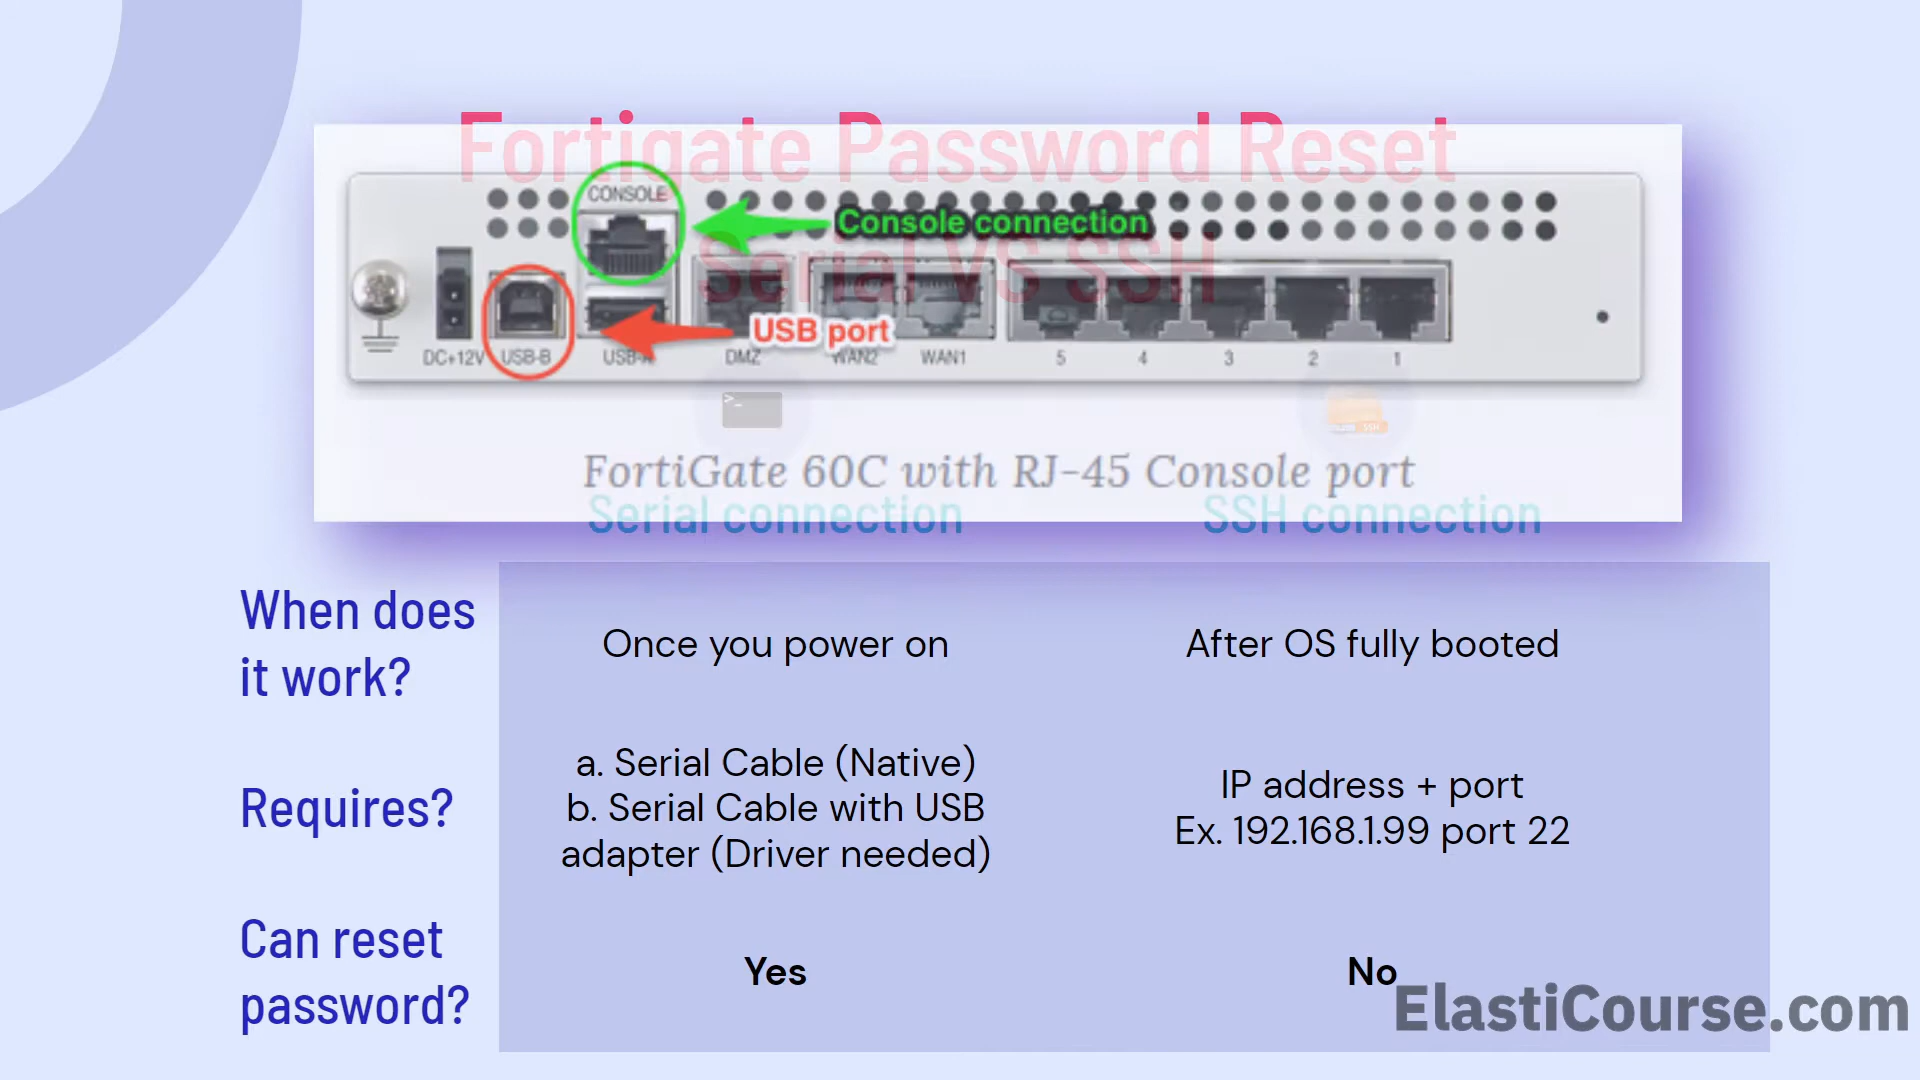 Fortigate Password Reset
CONSOLE
Console connection
Serial VS SSH
USB port
DC+12V
USB-B
USB-A
DMZ
WAN2
WAN1
5
4
3
2
1
>_
SSH
FortiGate 60C with RJ-45 Console port
Serial connection
SSH connection
When does
it work?
Once you power on
After OS fully booted
Requires?
a. Serial Cable (Native)
b. Serial Cable with USB
adapter (Driver needed)
IP address + port
Ex. 192.168.1.99 port 22
Can reset
password?
Yes
No
ElastiCourse.com